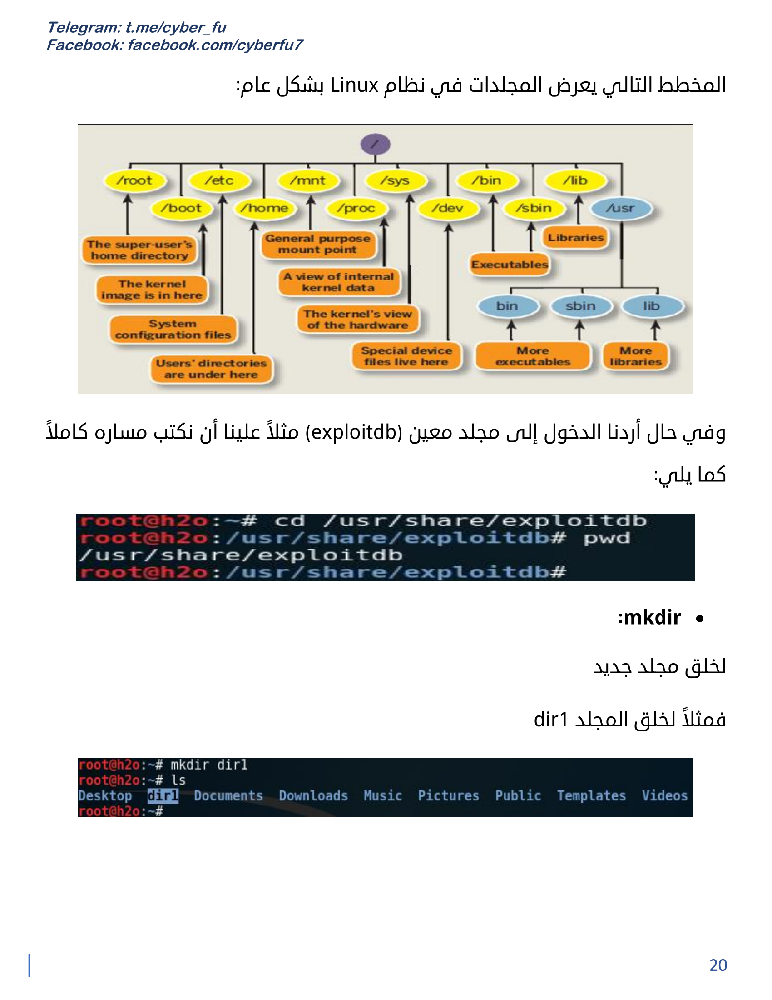 Telegram: t.me/cyber_fu
Facebook: facebook.com/cyberfu7
المخطط التالي يعرض المجلدات في نظام Linux بشكل عام:
/
/root
/etc
/mnt
/sys
/bin
/lib
/boot
/home
/proc
/dev
/sbin
/usr
The super-user's
home directory
General purpose
mount point
Libraries
Executables
The kernel
image is in here
A view of internal
kernel data
bin
sbin
lib
System
configuration files
The kernel's view
of the hardware
Users' directories
are under here
Special device
files live here
More
executables
More
libraries
وفي حال أردنا الدخول إلى مجلد معين (exploitdb) مثلاً علينا أن نكتب مساره كاملاً
كما يلي:
root@h2o:~# cd /usr/share/exploitdb
root@h2o:/usr/share/exploitdb# pwd
/usr/share/exploitdb
root@h2o:/usr/share/exploitdb#
• mkdir:
لخلق مجلد جديد
فمثلاً لخلق المجلد dir1
root@h2o:~# mkdir dir1
root@h2o:~# ls
Desktop dir1 Documents Downloads Music Pictures Public Templates Videos
root@h2o:~#
20